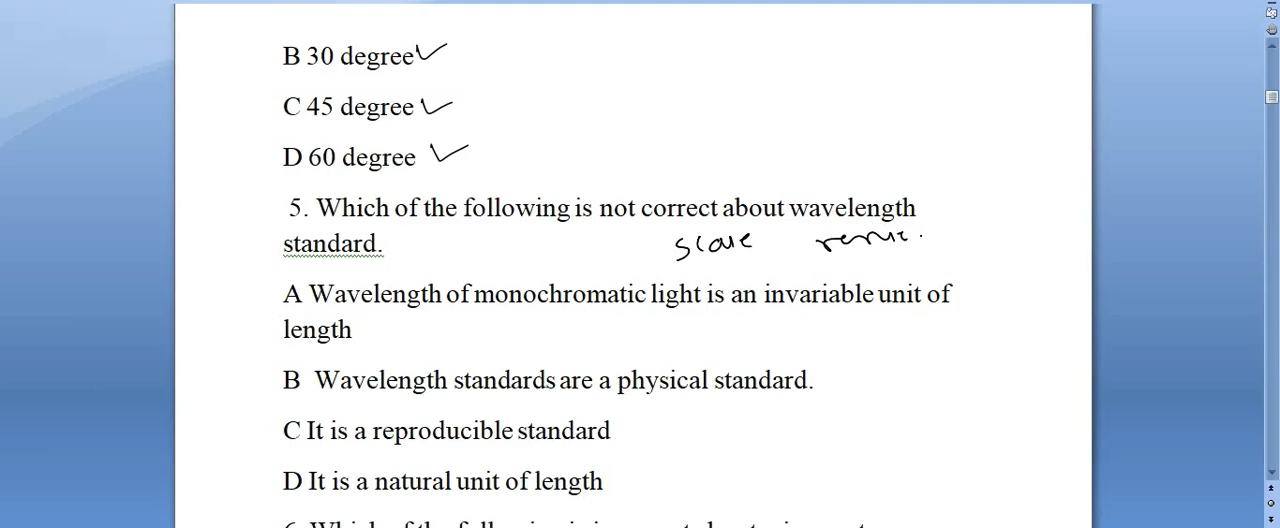 B 30 degree
C 45 degree
D 60 degree
5. Which of the following is not correct about wavelength
standard.
A Wavelength of monochromatic light is an invariable unit of
length
B Wavelength standards are a physical standard.
C It is a reproducible standard
D It is a natural unit of length